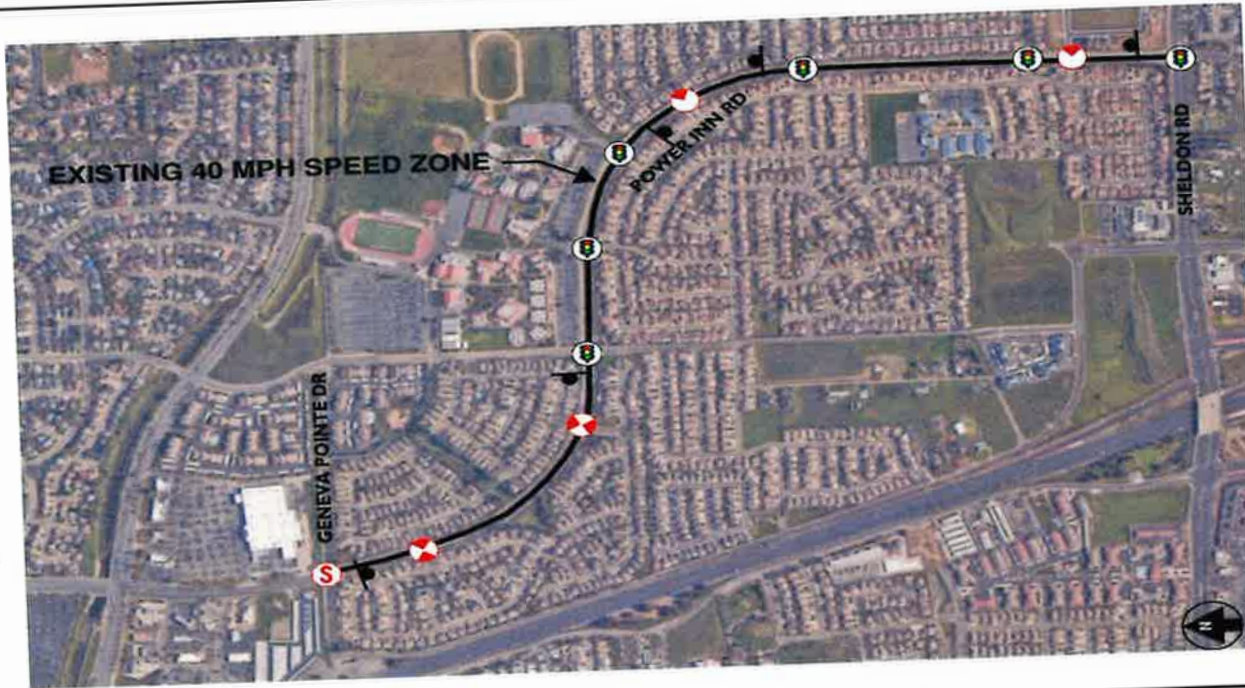 EXISTING 40 MPH SPEED ZONE
POWER INN RD
SHELDON RD
GENEVA POINTE DR
S
N